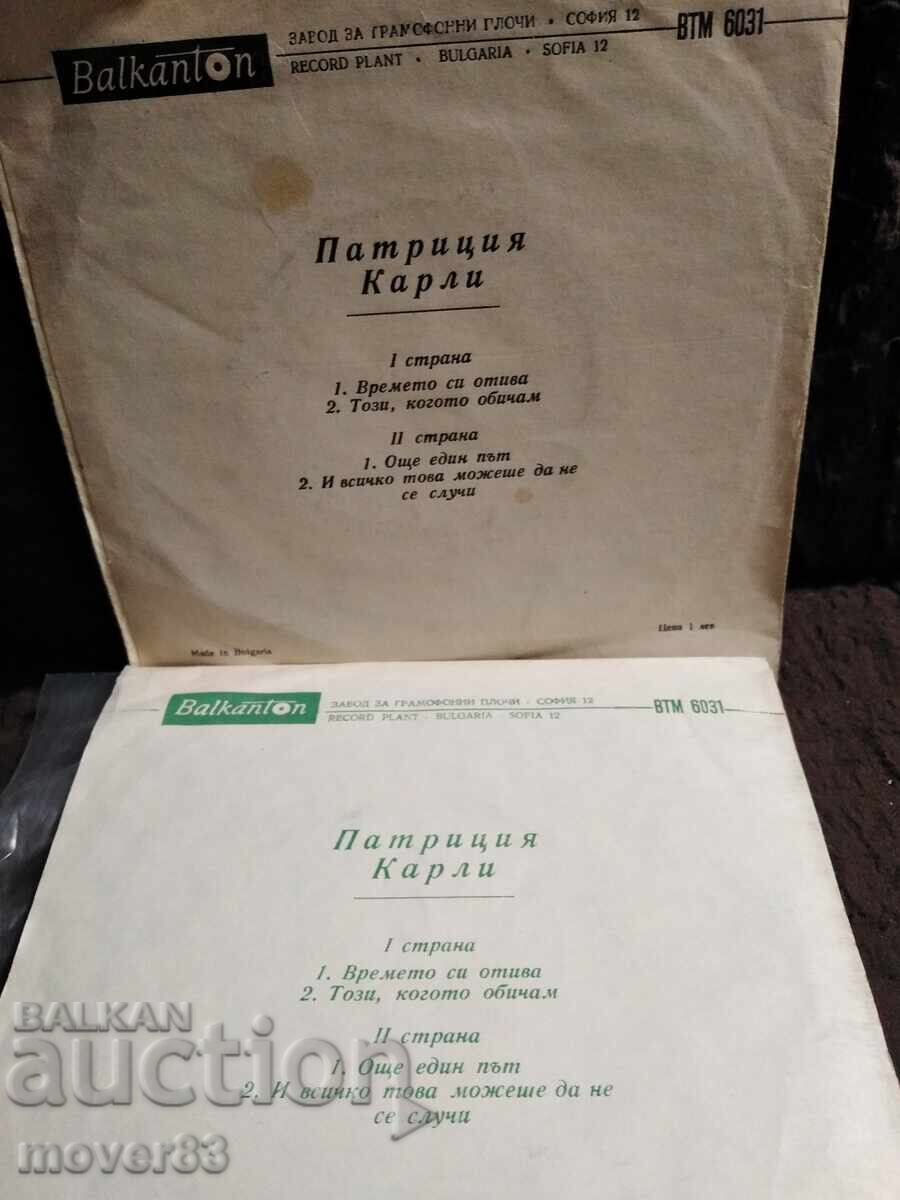 Balkanton
ЗАВОД ЗА ГРАМОФОННИ ПЛОЧИ • СОФИЯ 12
RECORD PLANT • BULGARIA • SOFIA 12
ВТМ 6031
Патриция
Карли
I страна
1. Времето си отива
2. Този, когото обичам
II страна
1. Още един път
2. И всичко това можеше да не
се случи
Цена 1 лев
Made in Bulgaria
Balkanton
ЗАВОД ЗА ГРАМОФОННИ ПЛОЧИ · СОФИЯ 12
RECORD PLANT · BULGARIA · SOFIA 12
ВТМ 6031
Патриция
Карли
I страна
1. Времето си отива
2. Този, когото обичам
II страна
1. Още един път
2. И всичко това можеше да не
се случи
BALKAN
auction
mover83